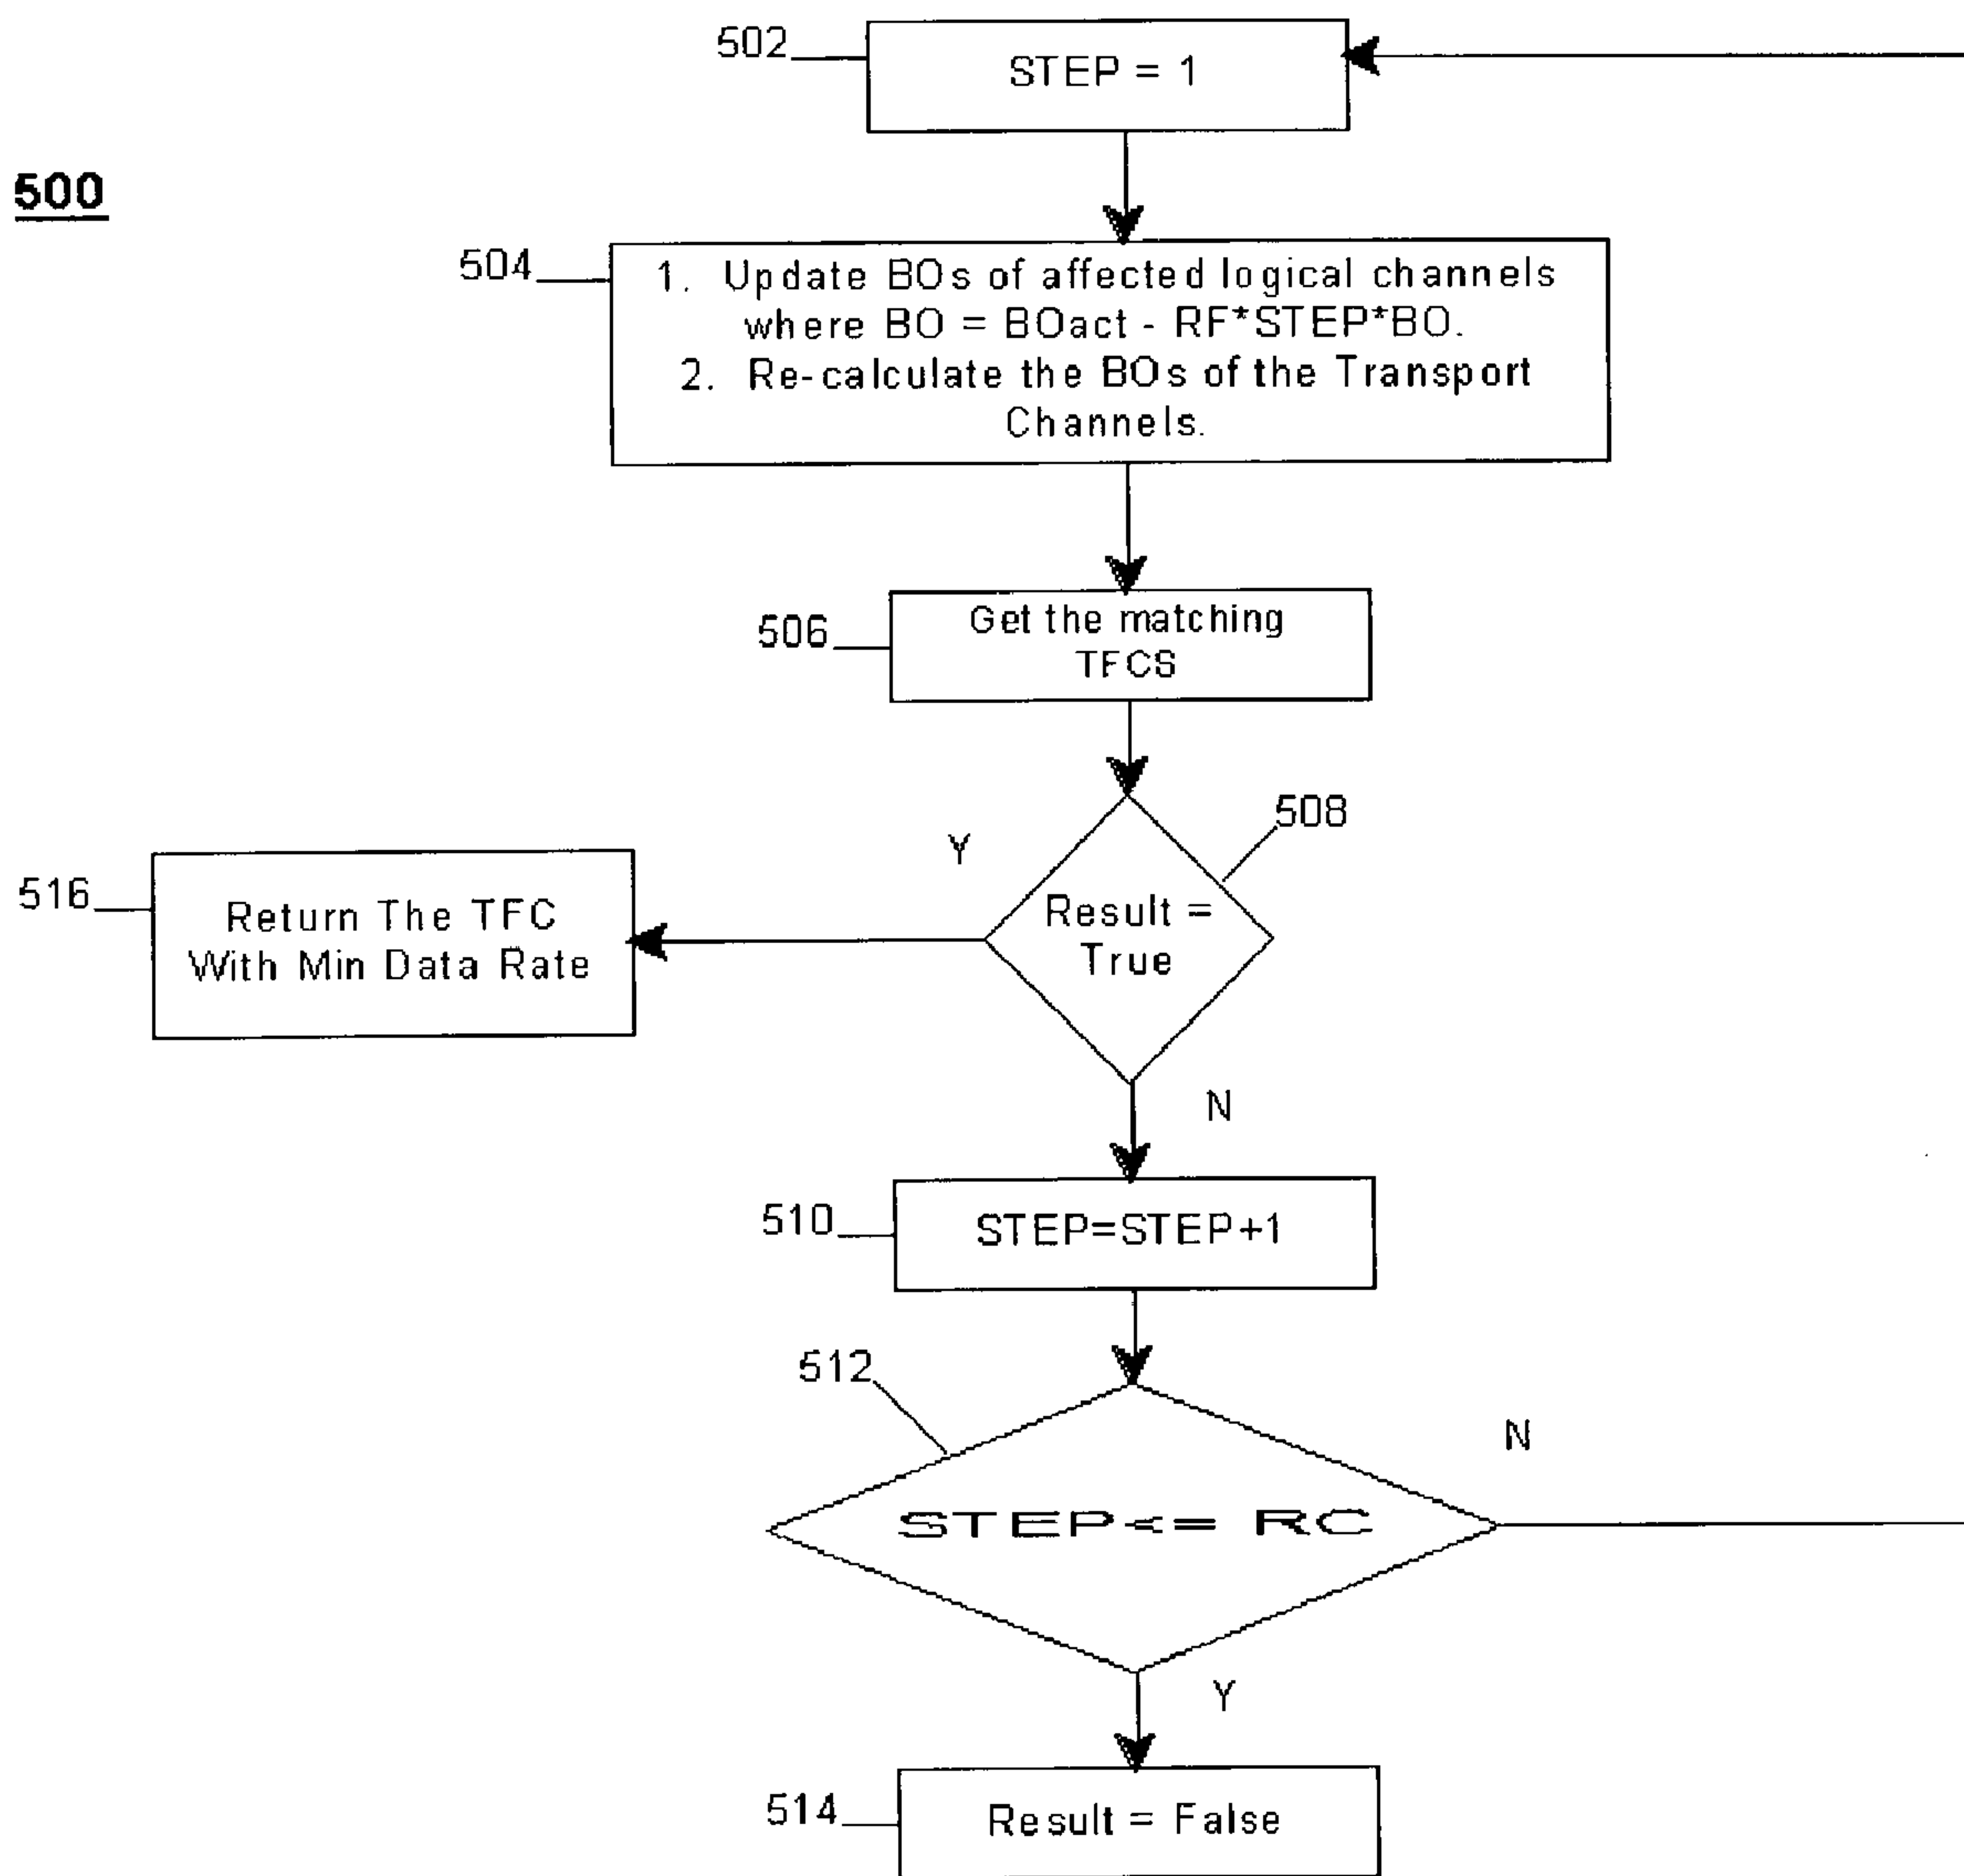 502
STEP = 1
500
504
1. Update BOs of affected logical channels
where BO = BOact - RF*STEP*BO.
2. Re-calculate the BOs of the Transport
Channels.
506
Get the matching
TFCS
508
Y
516
Return The TFC
With Min Data Rate
Result =
True
N
510
STEP=STEP+1
512
N
STEP<= RC
Y
514
Result = False